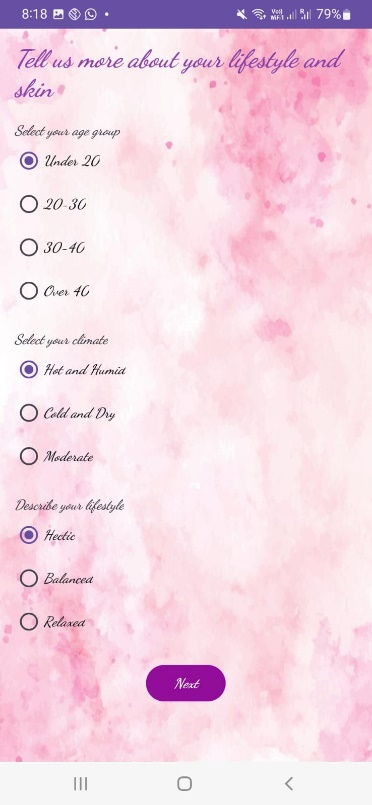 8:18
VoJ)
WiFi1
R
79%
Tell us more about your lifestyle and
skin
Select your age group
Under 20
20-30
30-40
Over 40
Select your climate
Hot and Humid
Cold and Dry
Moderate
Describe your lifestyle
Hectic
Balanced
Relaxed
Next